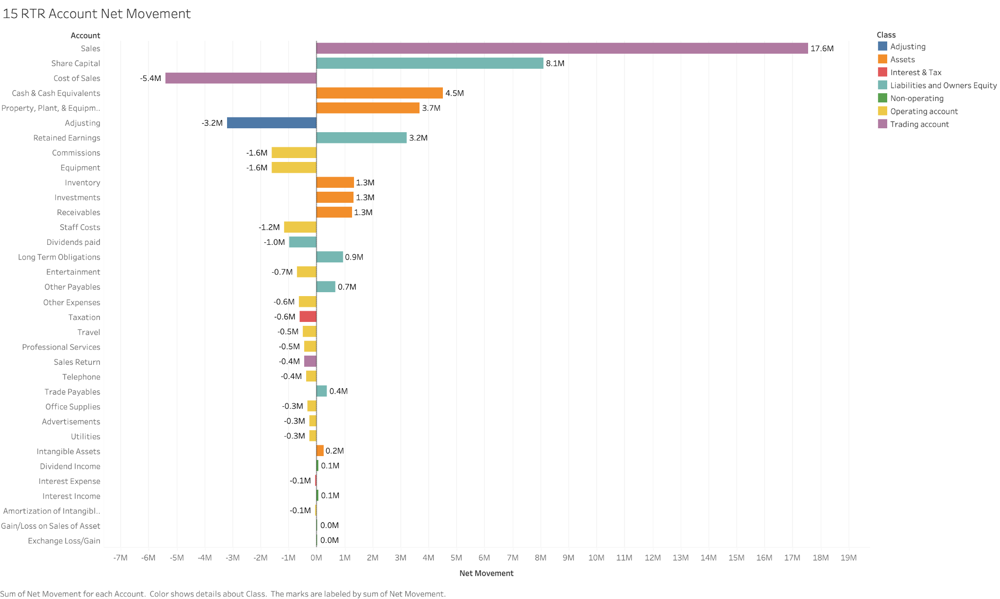 15 RTR Account Net Movement
Account
Sales 17.6M
Share Capital 8.1M
Cost of Sales -5.4M
Cash & Cash Equivalents 4.5M
Property, Plant, & Equipm.. 3.7M
Adjusting -3.2M
Retained Earnings 3.2M
Commissions -1.6M
Equipment -1.6M
Inventory 1.3M
Investments 1.3M
Receivables 1.3M
Staff Costs -1.2M
Dividends paid -1.0M
Long Term Obligations 0.9M
Entertainment -0.7M
Other Payables 0.7M
Other Expenses -0.6M
Taxation -0.6M
Travel -0.5M
Professional Services -0.5M
Sales Return -0.4M
Telephone -0.4M
Trade Payables 0.4M
Office Supplies -0.3M
Advertisements -0.3M
Utilities -0.3M
Intangible Assets 0.2M
Dividend Income 0.1M
Interest Expense -0.1M
Interest Income 0.1M
Amortization of Intangibl.. -0.1M
Gain/Loss on Sales of Asset 0.0M
Exchange Loss/Gain 0.0M
-7M -6M -5M -4M -3M -2M -1M 0M 1M 2M 3M 4M 5M 6M 7M 8M 9M 10M 11M 12M 13M 14M 15M 16M 17M 18M 19M
Net Movement
Class
Adjusting
Assets
Interest & Tax
Liabilities and Owners Equity
Non-operating
Operating account
Trading account
Sum of Net Movement for each Account. Color shows details about Class. The marks are labeled by sum of Net Movement.